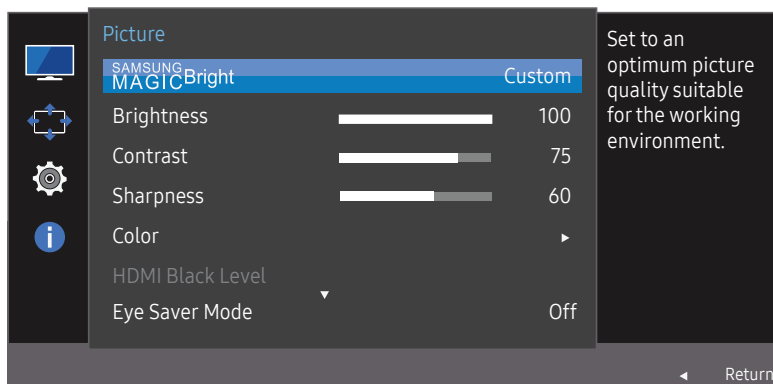 Picture
SAMSUNG
MAGICBright Custom
Brightness 100
Contrast 75
Sharpness 60
Color
HDMI Black Level
Eye Saver Mode Off
Set to an
optimum picture
quality suitable
for the working
environment.
Return